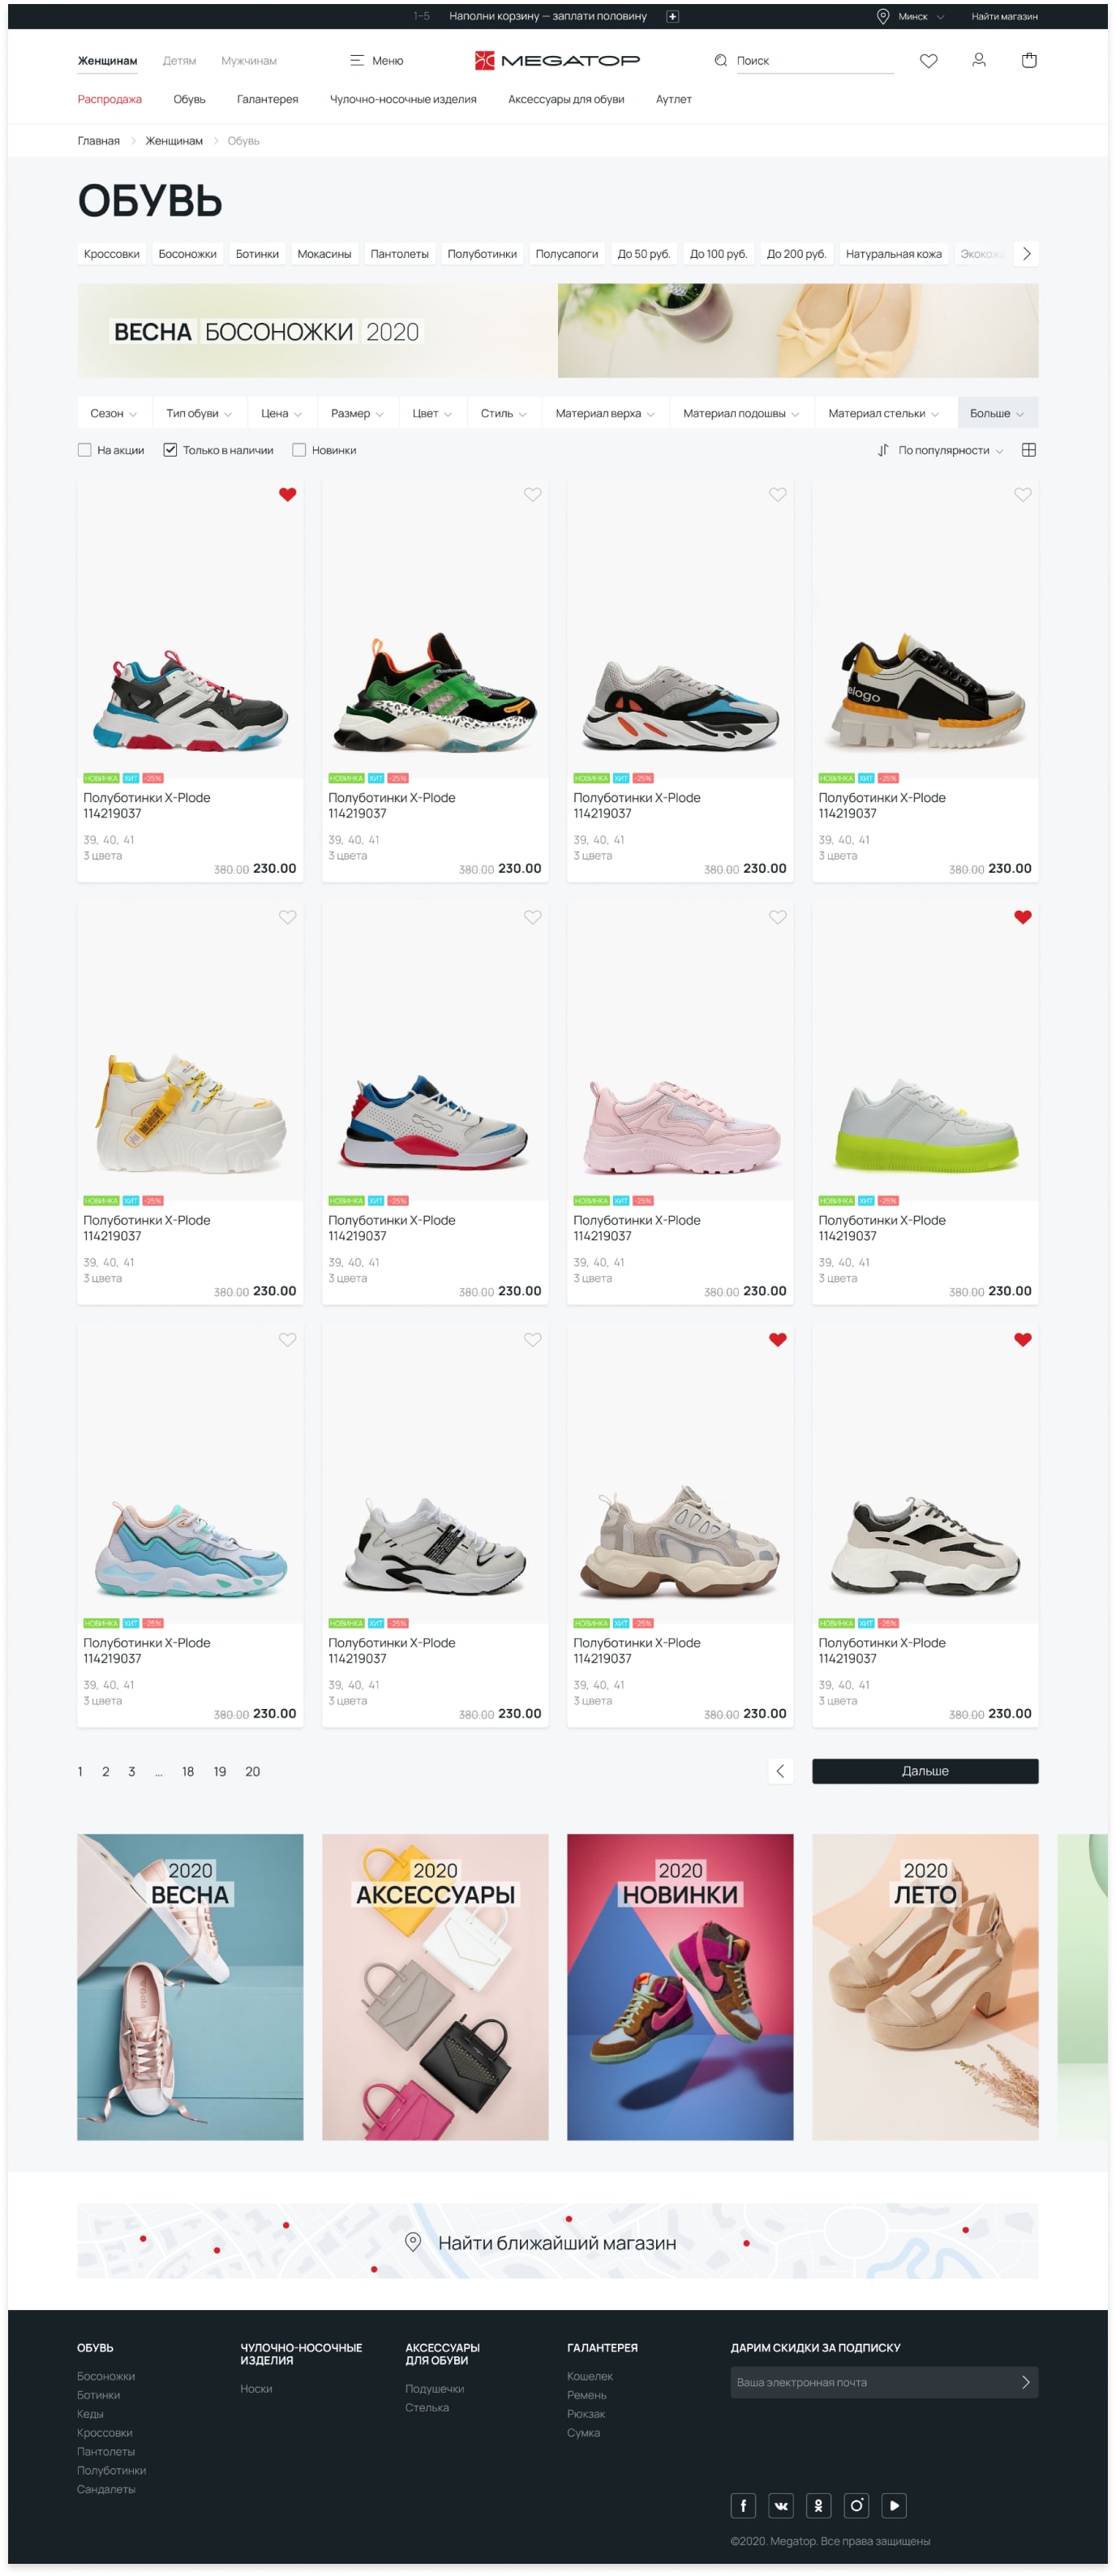 1–5 Наполни корзину — заплати половину Минск Найти магазин
Женщинам Детям Мужчинам Меню MEGATOP Поиск
Распродажа Обувь Галантерея Чулочно-носочные изделия Аксессуары для обуви Аутлет
Главная Женщинам Обувь
ОБУВЬ
Кроссовки Босоножки Ботинки Мокасины Пантолеты Полуботинки Полусапоги До 50 руб. До 100 руб. До 200 руб. Натуральная кожа
ВЕСНА БОСОНОЖКИ 2020
Сезон Тип обуви Цена Размер Цвет Стиль Материал верха Материал подошвы Материал стельки Больше
На акции Только в наличии Новинки По популярности
elogo
НОВИНКА ХИТ -25% НОВИНКА ХИТ -25% НОВИНКА ХИТ -25% НОВИНКА ХИТ -25%
Полуботинки X-Plode Полуботинки X-Plode Полуботинки X-Plode Полуботинки X-Plode
114219037 114219037 114219037 114219037
39, 40, 41 39, 40, 41 39, 40, 41 39, 40, 41
3 цвета 3 цвета 3 цвета 3 цвета
380.00 230.00 380.00 230.00 380.00 230.00 380.00 230.00
НОВИНКА ХИТ -25% НОВИНКА ХИТ -25% НОВИНКА ХИТ -25% НОВИНКА ХИТ -25%
Полуботинки X-Plode Полуботинки X-Plode Полуботинки X-Plode Полуботинки X-Plode
114219037 114219037 114219037 114219037
39, 40, 41 39, 40, 41 39, 40, 41 39, 40, 41
3 цвета 3 цвета 3 цвета 3 цвета
380.00 230.00 380.00 230.00 380.00 230.00 380.00 230.00
НОВИНКА ХИТ -25% НОВИНКА ХИТ -25% НОВИНКА ХИТ -25% НОВИНКА ХИТ -25%
Полуботинки X-Plode Полуботинки X-Plode Полуботинки X-Plode Полуботинки X-Plode
114219037 114219037 114219037 114219037
39, 40, 41 39, 40, 41 39, 40, 41 39, 40, 41
3 цвета 3 цвета 3 цвета 3 цвета
380.00 230.00 380.00 230.00 380.00 230.00 380.00 230.00
1 2 3 ... 18 19 20 Дальше
2020 2020 2020 2020
ВЕСНА АКСЕССУАРЫ НОВИНКИ ЛЕТО
Найти ближайший магазин
ОБУВЬ
Босоножки
Ботинки
Кеды
Кроссовки
Пантолеты
Полуботинки
Сандалеты
ЧУЛОЧНО-НОСОЧНЫЕ
ИЗДЕЛИЯ
Носки
АКСЕССУАРЫ
ДЛЯ ОБУВИ
Подушечки
Стелька
ГАЛАНТЕРЕЯ
Кошелек
Ремень
Рюкзак
Сумка
ДАРИМ СКИДКИ ЗА ПОДПИСКУ
Ваша электронная почта
©2020. Megatop. Все права защищены